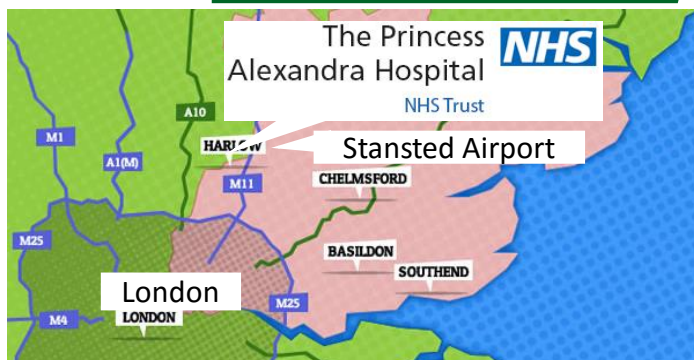 The Princess
Alexandra Hospital
NHS
NHS Trust
M1
A10
A1(M)
HARLOW
Stansted Airport
M11
CHELMSFORD
M25
BASILDON
SOUTHEND
London
M25
M4
LONDON